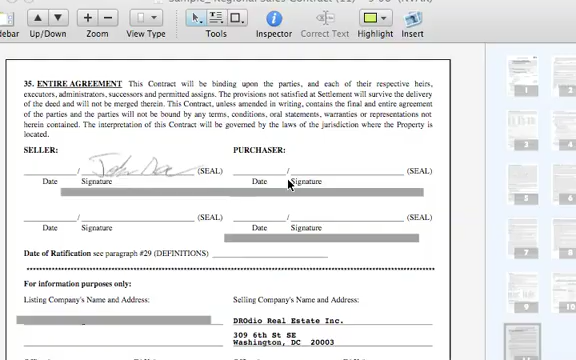 Up/Down
Zoom
View Type
Tools
Inspector
Correct Text
Highlight
Insert
35. ENTIRE AGREEMENT This Contract will be binding upon the parties, and each of their respective heirs,
executors, administrators, successors and permitted assigns. The provisions not satisfied at Settlement will survive the delivery
of the deed and will not be merged therein. This Contract, unless amended in writing, contains the final and entire agreement
of the parties and the parties will not be bound by any terms, conditions, oral statements, warranties or representations not
herein contained. The interpretation of this Contract will be governed by the laws of the jurisdiction where the Property is
located.
SELLER: PURCHASER:
/ John Doe (SEAL) / (SEAL)
Date Signature Date Signature
/ (SEAL) / (SEAL)
Date Signature Date Signature
Date of Ratification see paragraph #29 (DEFINITIONS)
For information purposes only:
Listing Company's Name and Address: Selling Company's Name and Address:
DROdio Real Estate Inc.
309 6th St SE
Washington, DC 20003